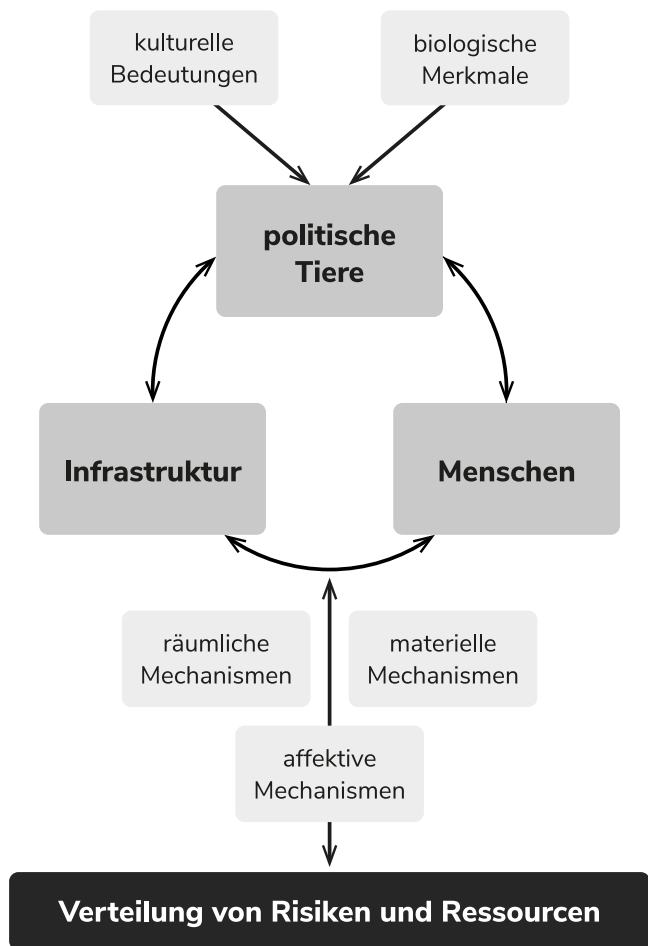 kulturelle
Bedeutungen
biologische
Merkmale
politische
Tiere
Infrastruktur
Menschen
räumliche
Mechanismen
materielle
Mechanismen
affektive
Mechanismen
Verteilung von Risiken und Ressourcen